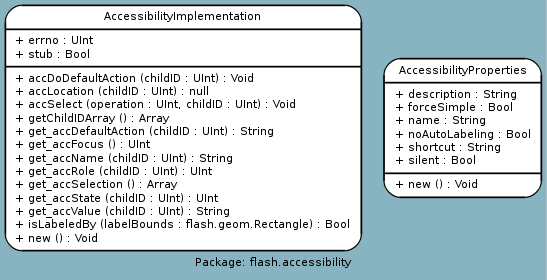 AccessibilityImplementation
+ errno : UInt
+ stub : Bool
+ accDoDefaultAction (childID : UInt) : Void
+ accLocation (childID : UInt) : null
+ accSelect (operation : UInt, childID : UInt) : Void
+ getChildIDArray () : Array
+ get_accDefaultAction (childID : UInt) : String
+ get_accFocus () : UInt
+ get_accName (childID : UInt) : String
+ get_accRole (childID : UInt) : UInt
+ get_accSelection () : Array
+ get_accState (childID : UInt) : UInt
+ get_accValue (childID : UInt) : String
+ isLabeledBy (labelBounds : flash.geom.Rectangle) : Bool
+ new () : Void
AccessibilityProperties
+ description : String
+ forceSimple : Bool
+ name : String
+ noAutoLabeling : Bool
+ shortcut : String
+ silent : Bool
+ new () : Void
Package: flash.accessibility